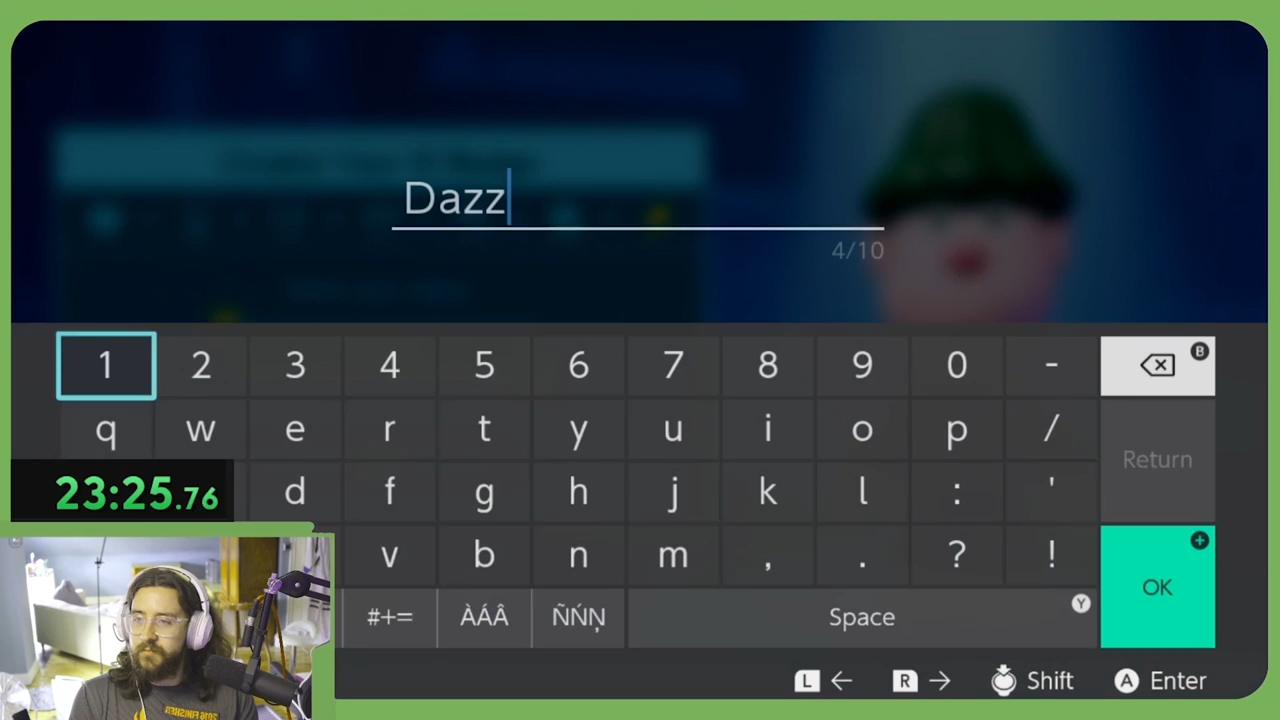 Dazz
4/10
1 2 3 4 5 6 7 8 9 0 - B
q w e r t y u i o p / Return
23:25.76 d f g h j k l : '
v b n m , . ? ! + OK
#+= ÀÁÂ ÑŃŅ Space Y
L ← R → Shift A Enter